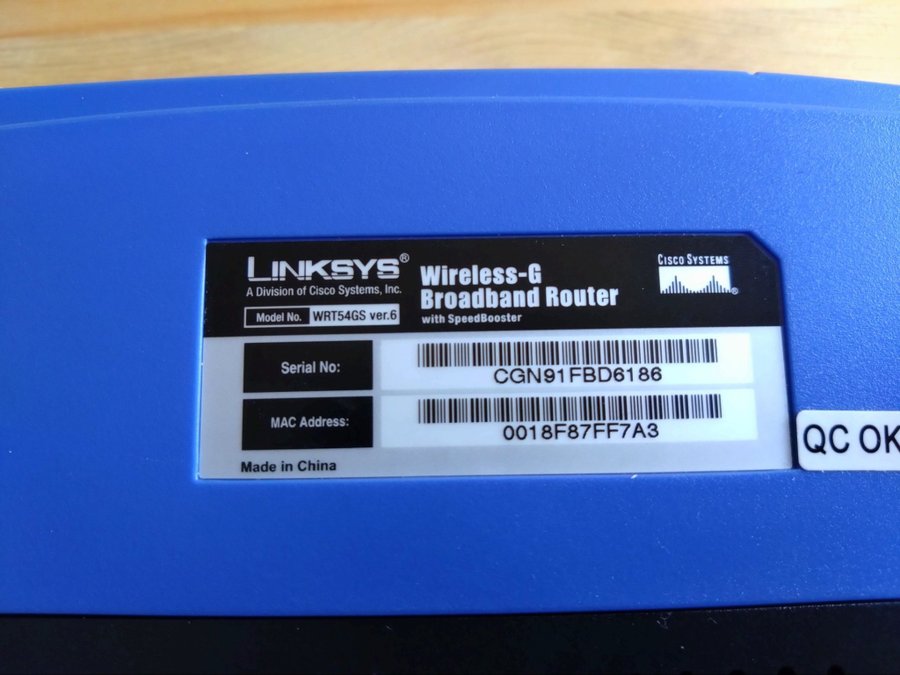 LINKSYS®
A Division of Cisco Systems, Inc.
Model No. WRT54GS ver.6
Wireless-G
Broadband Router
with SpeedBooster
CISCO SYSTEMS
®
Serial No:
CGN91FBD6186
MAC Address:
0018F87FF7A3
Made in China
QC OK